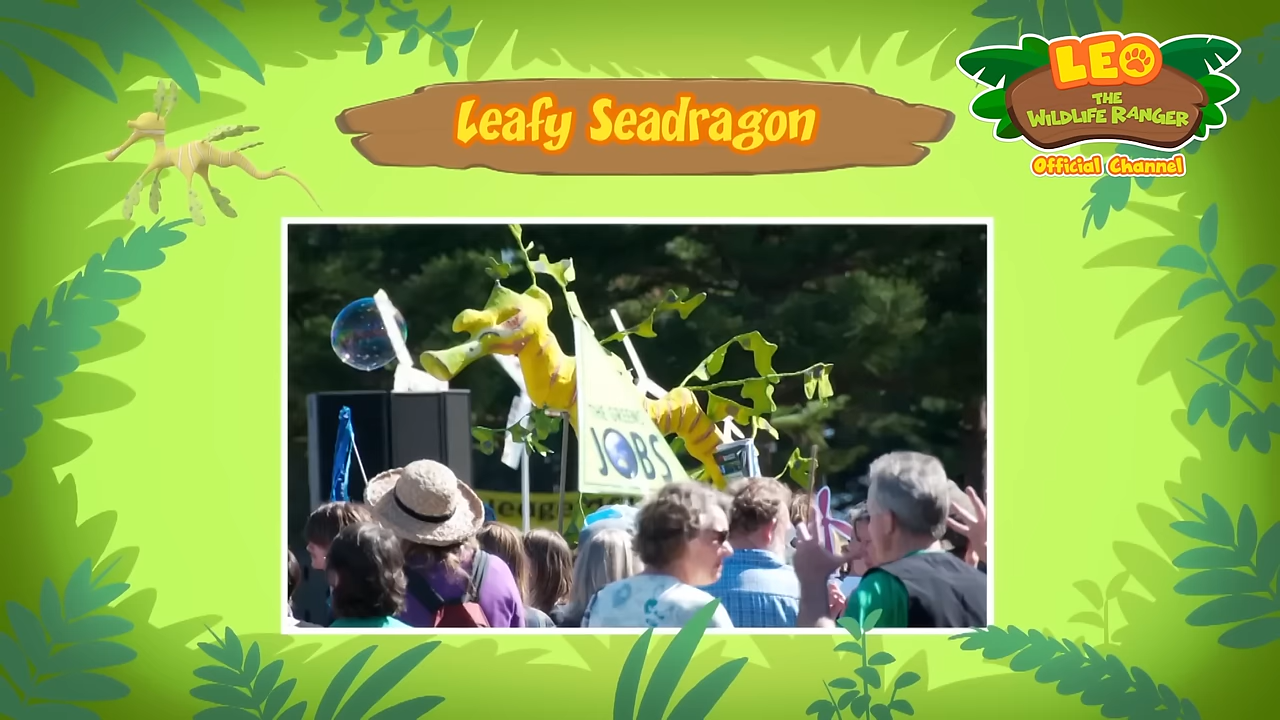 Leafy Seadragon
LEO
THE
WILDLIFE RANGER
Official Channel
THE GREENS
JOBS